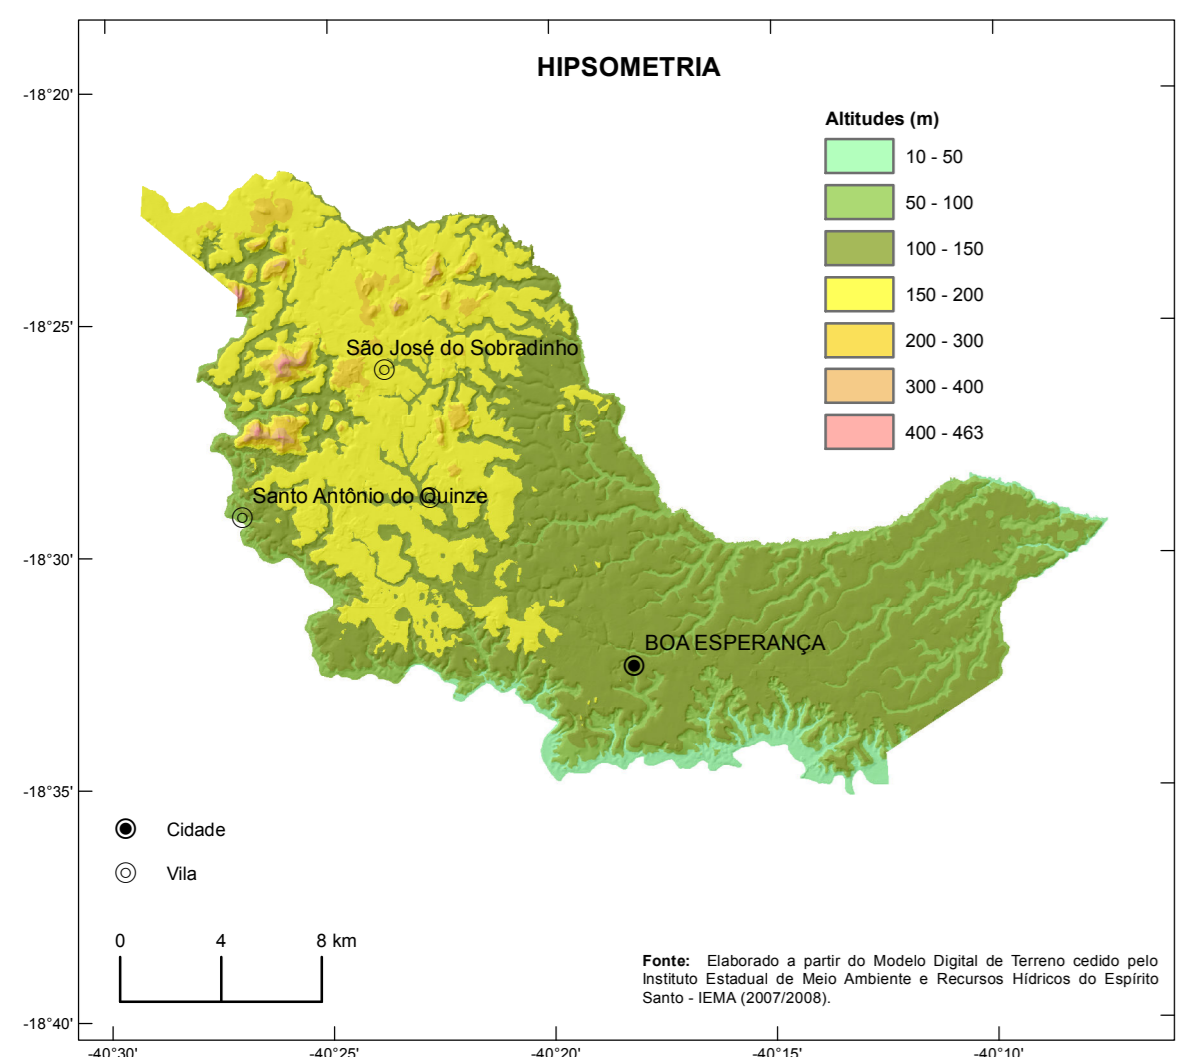 HIPSOMETRIA
-18°20'
Altitudes (m)
10 - 50
50 - 100
100 - 150
150 - 200
200 - 300
300 - 400
400 - 463
-18°25'
São José do Sobradinho
Santo Antônio do Quinze
-18°30'
BOA ESPERANÇA
-18°35'
Cidade
Vila
0 4 8 km
Fonte: Elaborado a partir do Modelo Digital de Terreno cedido pelo
Instituto Estadual de Meio Ambiente e Recursos Hídricos do Espírito
Santo - IEMA (2007/2008).
-18°40'
-40°30' -40°25' -40°20' -40°15' -40°10'